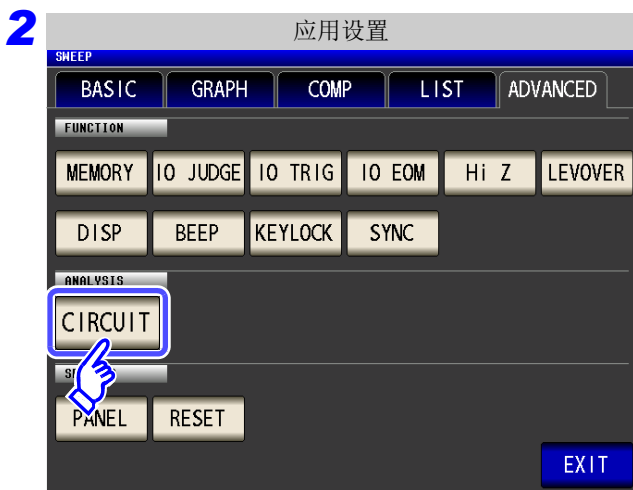 2
应用设置
SWEEP
BASIC GRAPH COMP LIST ADVANCED
FUNCTION
MEMORY IO JUDGE IO TRIG IO EOM Hi Z LEVOVER
DISP BEEP KEYLOCK SYNC
ANALYSIS
CIRCUIT
PANEL RESET
EXIT